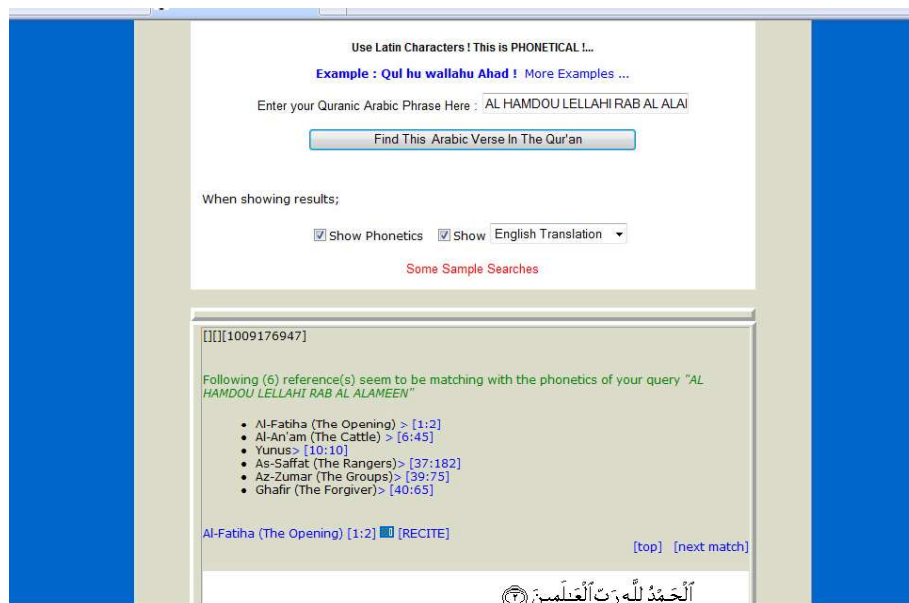 Use Latin Characters ! This is PHONETICAL !...
Example : Qul hu wallahu Ahad ! More Examples ...
Enter your Quranic Arabic Phrase Here : AL HAMDOU LELLAHI RAB AL ALAI
Find This Arabic Verse In The Qur'an
When showing results;
Show Phonetics Show English Translation
Some Sample Searches
[][][1009176947]
Following (6) reference(s) seem to be matching with the phonetics of your query "AL
HAMDOU LELLAHI RAB AL ALAMEEN"
• Al-Fatiha (The Opening) > [1:2]
• Al-An'am (The Cattle) > [6:45]
• Yunus> [10:10]
• As-Saffat (The Rangers)> [37:182]
• Az-Zumar (The Groups)> [39:75]
• Ghafir (The Forgiver)> [40:65]
Al-Fatiha (The Opening) [1:2] [RECITE]
[top] [next match]
ٱلْحَمْدُ لِلَّهِ رَبِّ ٱلْعَـٰلَمِينَ ﴿٢﴾